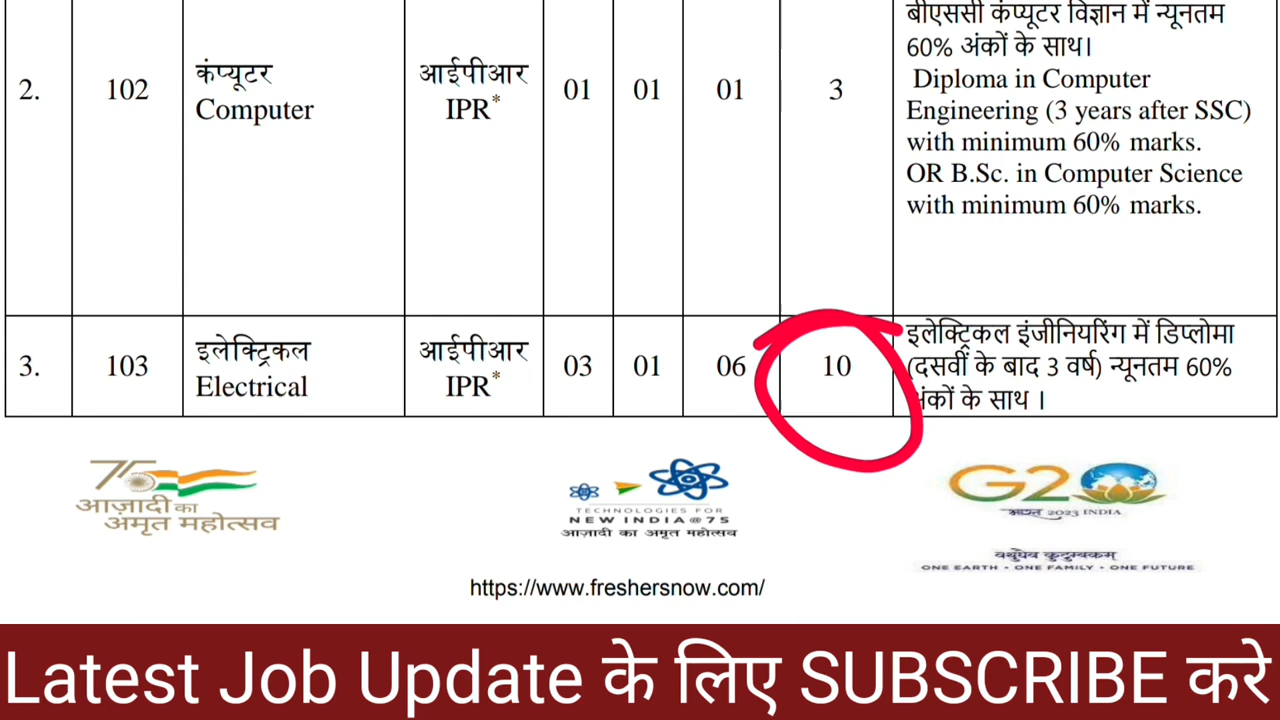 बीएससी कंप्यूटर विज्ञान में न्यूनतम
60% अंकों के साथ।
2.
102
कंप्यूटर
Computer
आईपीआर
IPR*
01
01
01
3
Diploma in Computer
Engineering (3 years after SSC)
with minimum 60% marks.
OR B.Sc. in Computer Science
with minimum 60% marks.
3.
103
इलेक्ट्रिकल
Electrical
आईपीआर
IPR*
03
01
06
10
इलेक्ट्रिकल इंजीनियरिंग में डिप्लोमा
(दसवीं के बाद 3 वर्ष) न्यूनतम 60%
अंकों के साथ ।
75
आज़ादी का
अमृत महोत्सव
TECHNOLOGIES FOR
NEW INDIA@75
आज़ादी का अमृत महोत्सव
G20
भारत 2023 INDIA
वसुधैव कुटुम्बकम्
ONE EARTH • ONE FAMILY • ONE FUTURE
https://www.freshersnow.com/
Latest Job Update के लिए SUBSCRIBE करे